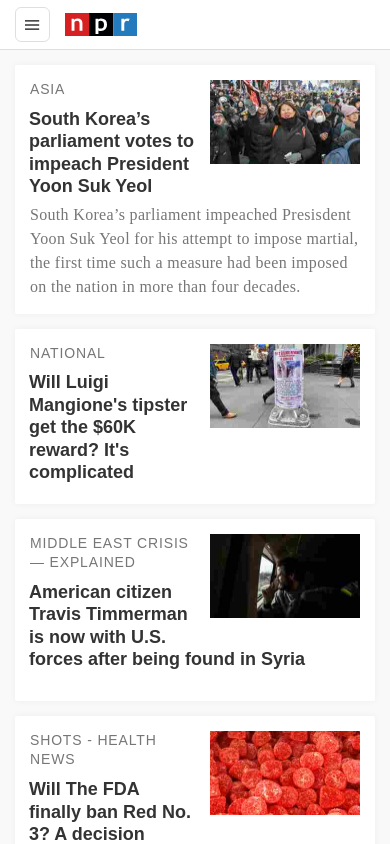 npr
ASIA
South Korea’s
parliament votes to
impeach President
Yoon Suk Yeol
South Korea’s parliament impeached Presisdent
Yoon Suk Yeol for his attempt to impose martial,
the first time such a measure had been imposed
on the nation in more than four decades.
NATIONAL
Will Luigi
Mangione's tipster
get the $60K
reward? It's
complicated
MIDDLE EAST CRISIS
— EXPLAINED
American citizen
Travis Timmerman
is now with U.S.
forces after being found in Syria
SHOTS - HEALTH
NEWS
Will The FDA
finally ban Red No.
3? A decision